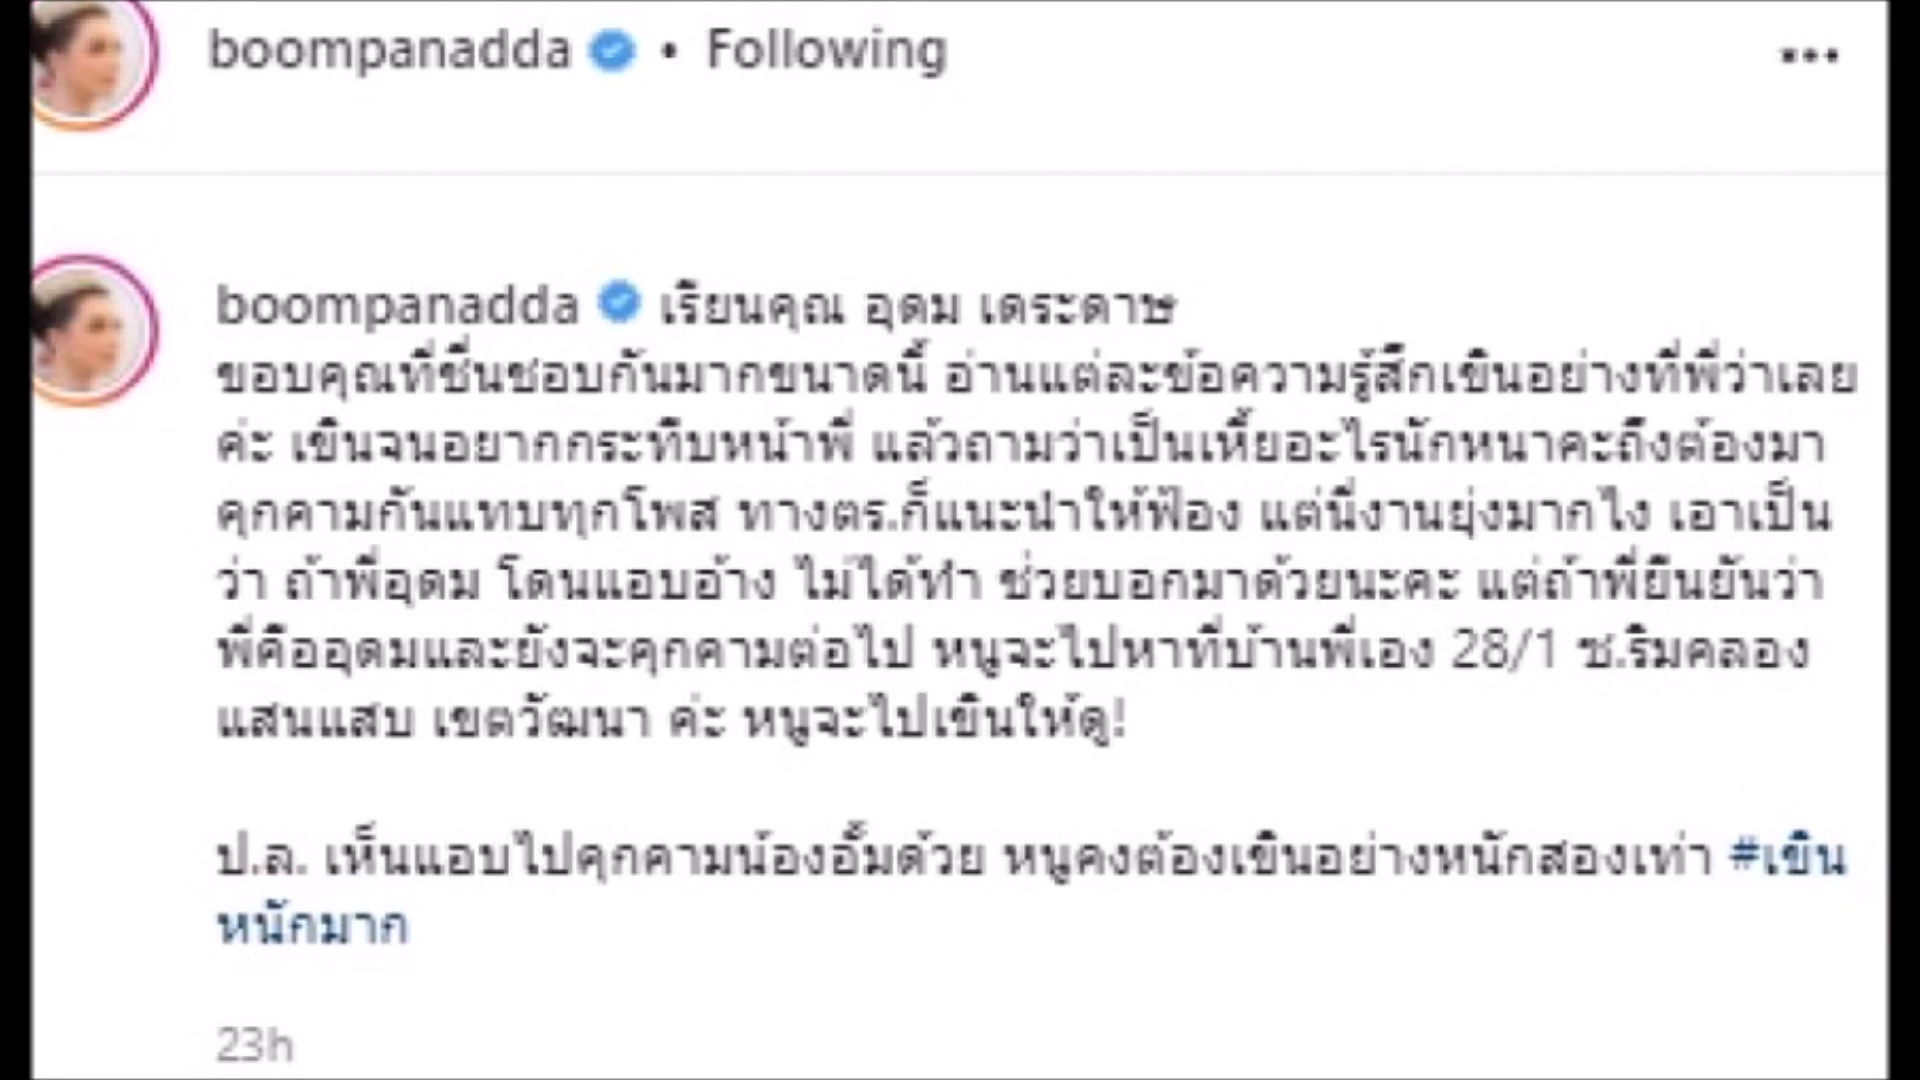 boompanadda • Following •••
boompanadda เรียนคุณ อุดม เดระดาษ
ขอบคุณที่ชื่นชอบกันมากขนาดนี้ อ่านแต่ละข้อความรู้สึกเขินอย่างที่พี่ว่าเลย
ค่ะ เขินจนอยากกระทืบหน้าพี่ แล้วถามว่าเป็นเหี้ยอะไรนักหนาคะถึงต้องมา
คุกคามกันแทบทุกโพส ทางตร.ก็แนะนำให้ฟ้อง แต่นี่งานยุ่งมากไง เอาเป็น
ว่า ถ้าพี่อุดม โดนแอบอ้าง ไม่ได้ทำ ช่วยบอกมาด้วยนะคะ แต่ถ้าพี่ยืนยันว่า
พี่คืออุดมและยังจะคุกคามต่อไป หนูจะไปหาที่บ้านพี่เอง 28/1 ซ.ริมคลอง
แสนแสบ เขตวัฒนา ค่ะ หนูจะไปเขินให้ดู!
ป.ล. เห็นแอบไปคุกคามน้องอิ้มด้วย หนูคงต้องเขินอย่างหนักสองเท่า #เขิน
หนักมาก
23h